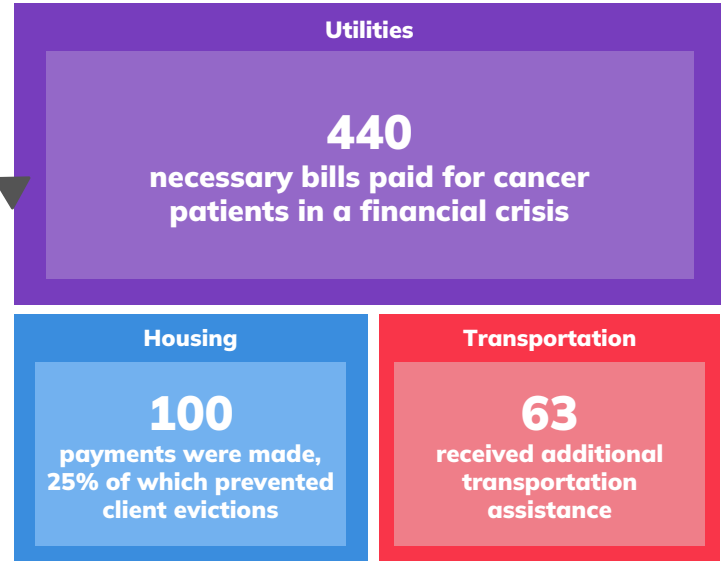 Utilities
440
necessary bills paid for cancer
patients in a financial crisis
Housing
100
payments were made,
25% of which prevented
client evictions
Transportation
63
received additional
transportation
assistance